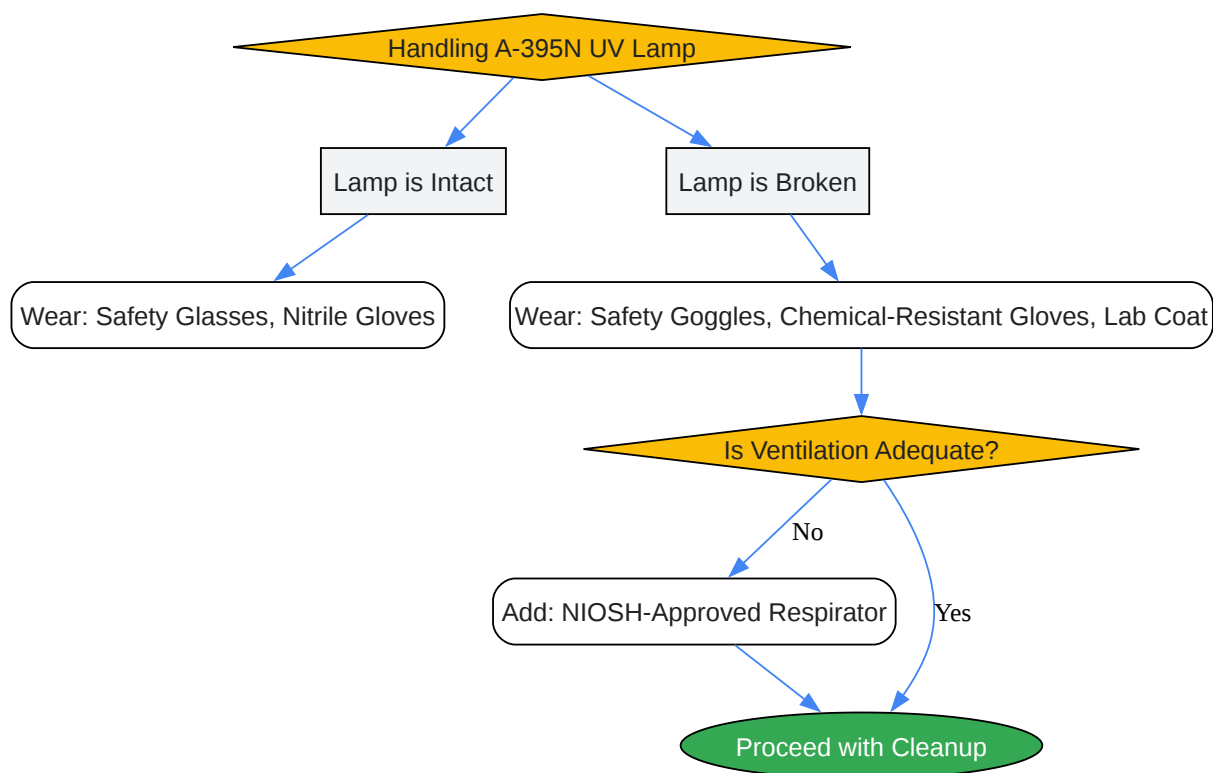 Handling A-395N UV Lamp
Lamp is Intact
Lamp is Broken
Wear: Safety Glasses, Nitrile Gloves
Wear: Safety Goggles, Chemical-Resistant Gloves, Lab Coat
Is Ventilation Adequate?
No
Add: NIOSH-Approved Respirator
Yes
Proceed with Cleanup